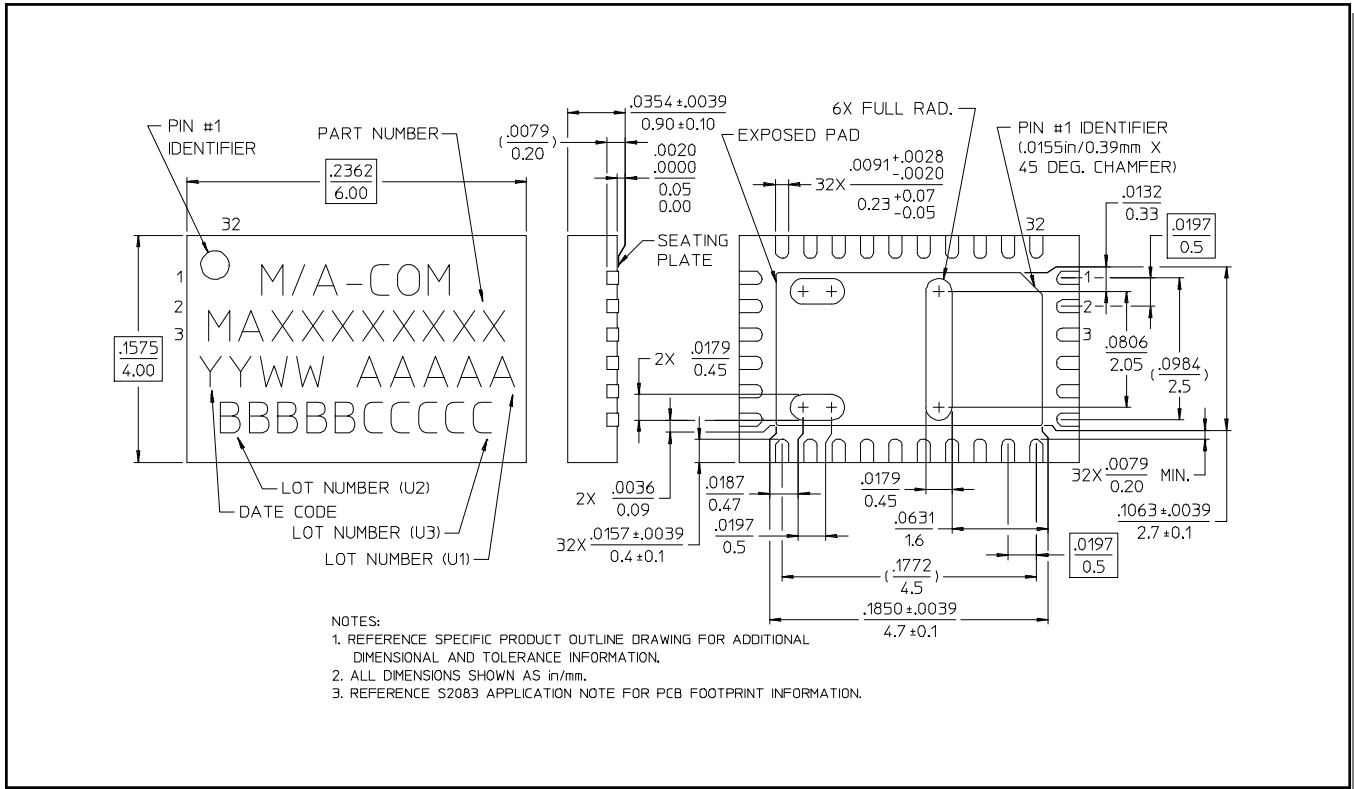 PIN #1
IDENTIFIER
PART NUMBER
.2362
6.00
32
.1575
4.00
1
2
3
M/A-COM
MAXXXXXXXXX
YYWW AAAAA
BBBBBCCCCC
LOT NUMBER (U2)
DATE CODE
LOT NUMBER (U3)
LOT NUMBER (U1)
.0354±.0039
0.90±0.10
(.0079
0.20)
.0020
.0000
0.05
0.00
SEATING
PLATE
EXPOSED PAD
6X FULL RAD.
32X .0091 +.0028
-.0020
0.23 +0.07
-0.05
PIN #1 IDENTIFIER
(.0155in/0.39mm X
45 DEG. CHAMFER)
32
.0132
0.33
.0197
0.5
1
2
3
.0806
2.05
(.0984
2.5)
2X .0179
0.45
2X .0036
0.09
32X .0157±.0039
0.4±0.1
.0187
0.47
.0197
0.5
.0179
0.45
.0631
1.6
32X .0079 MIN.
0.20
.1063±.0039
2.7±0.1
.0197
0.5
(.1772
4.5)
.1850±.0039
4.7±0.1
NOTES:
1. REFERENCE SPECIFIC PRODUCT OUTLINE DRAWING FOR ADDITIONAL
DIMENSIONAL AND TOLERANCE INFORMATION.
2. ALL DIMENSIONS SHOWN AS in/mm.
3. REFERENCE S2083 APPLICATION NOTE FOR PCB FOOTPRINT INFORMATION.